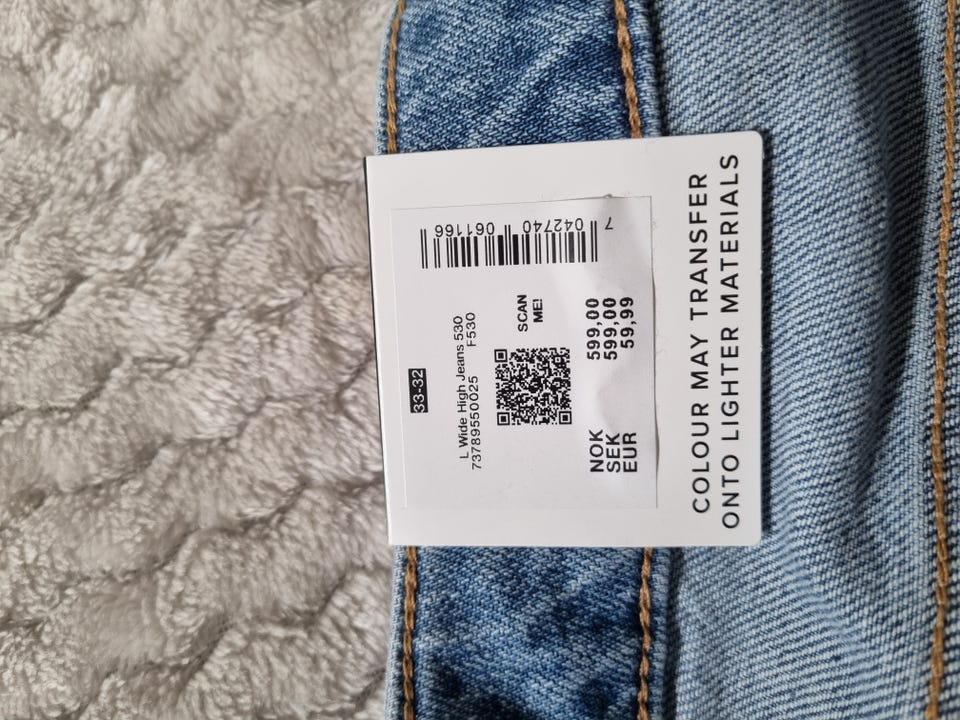 33-32
L Wide High Jeans 530
F530
73789550025
SCAN
ME!
7 042740 061166
NOK 599,00
SEK 599,00
EUR 59,99
COLOUR MAY TRANSFER
ONTO LIGHTER MATERIALS